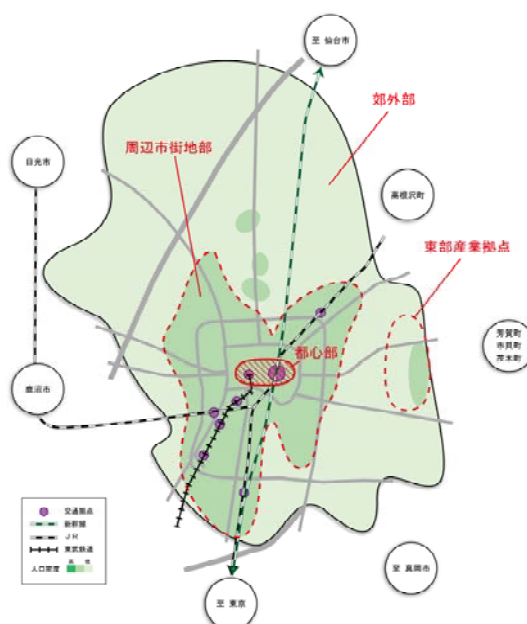 至 仙台市
郊外部
周辺市街地部
日光市
高根沢町
東部産業拠点
芳賀町
市貝町
茂木町
都心部
鹿沼市
交通拠点
新幹線
JR
東武鉄道
人口密度
高
低
至 真岡市
至 東京